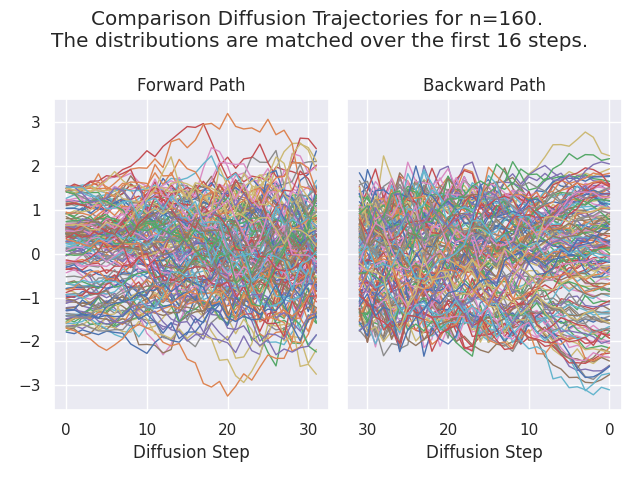 Comparison Diffusion Trajectories for n=160.
The distributions are matched over the first 16 steps.
Forward Path
Backward Path
3
2
1
0
−1
−2
−3
0 10 20 30
30 20 10 0
Diffusion Step
Diffusion Step